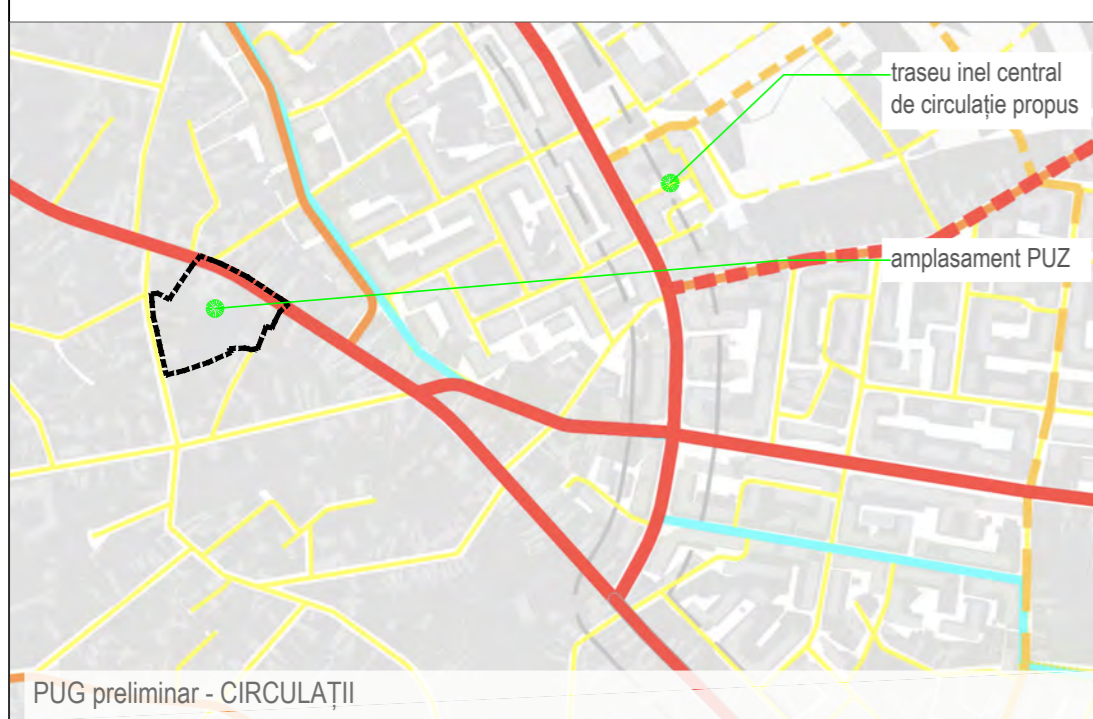 traseu inel central
de circulație propus
amplasament PUZ
PUG preliminar - CIRCULAȚII